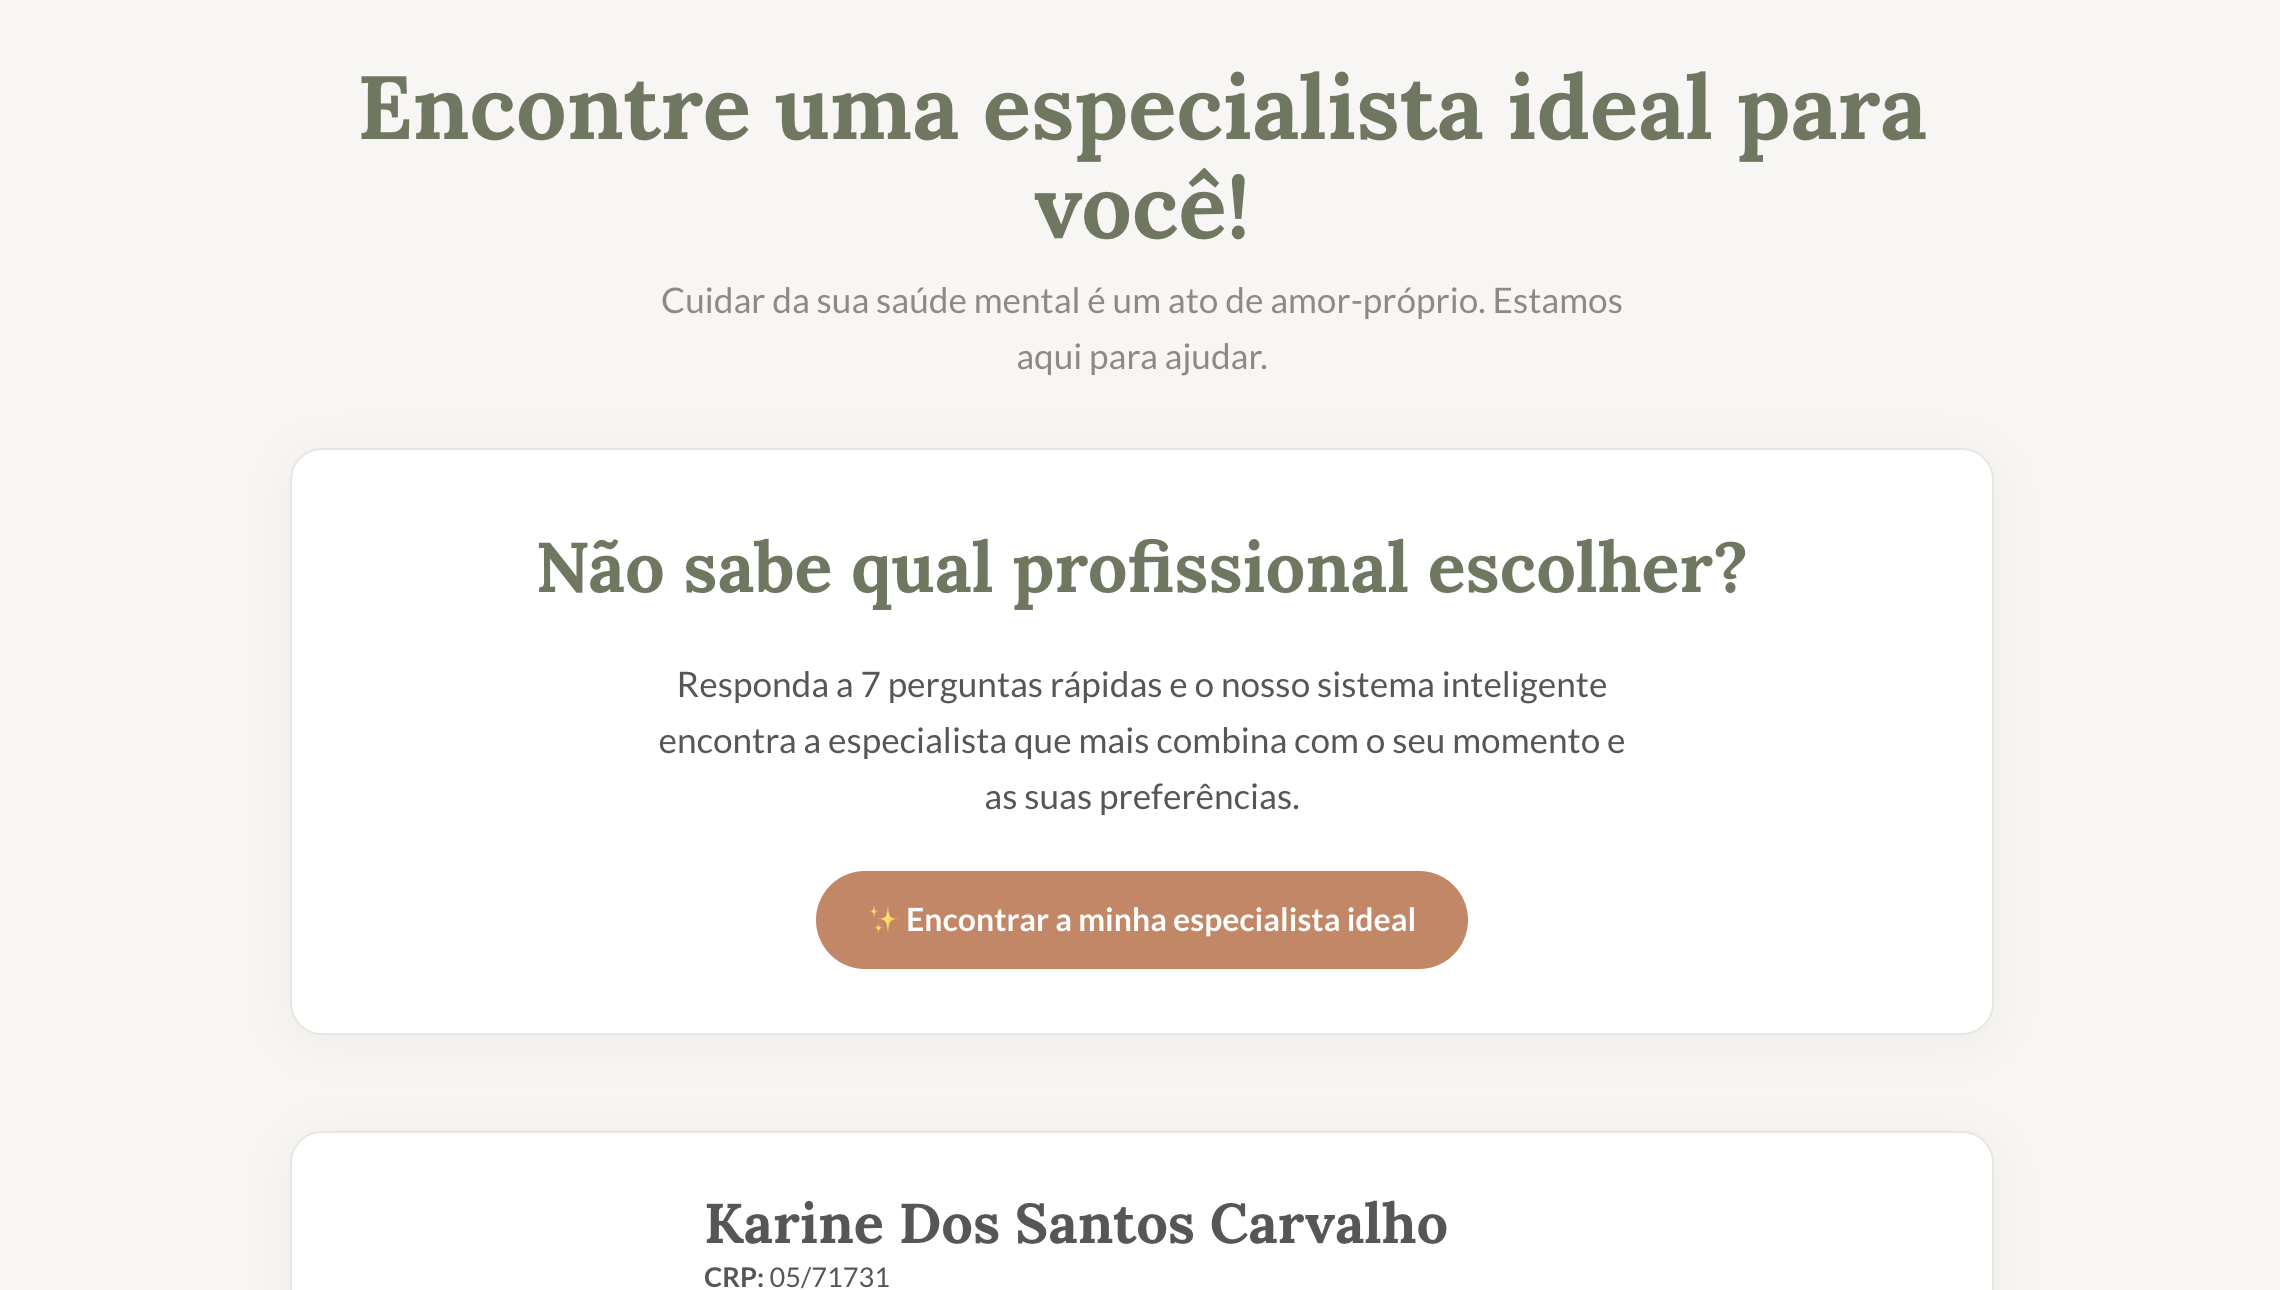 Encontre uma especialista ideal para
você!
Cuidar da sua saúde mental é um ato de amor-próprio. Estamos
aqui para ajudar.
Não sabe qual profissional escolher?
Responda a 7 perguntas rápidas e o nosso sistema inteligente
encontra a especialista que mais combina com o seu momento e
as suas preferências.
✨ Encontrar a minha especialista ideal
Karine Dos Santos Carvalho
CRP: 05/71731